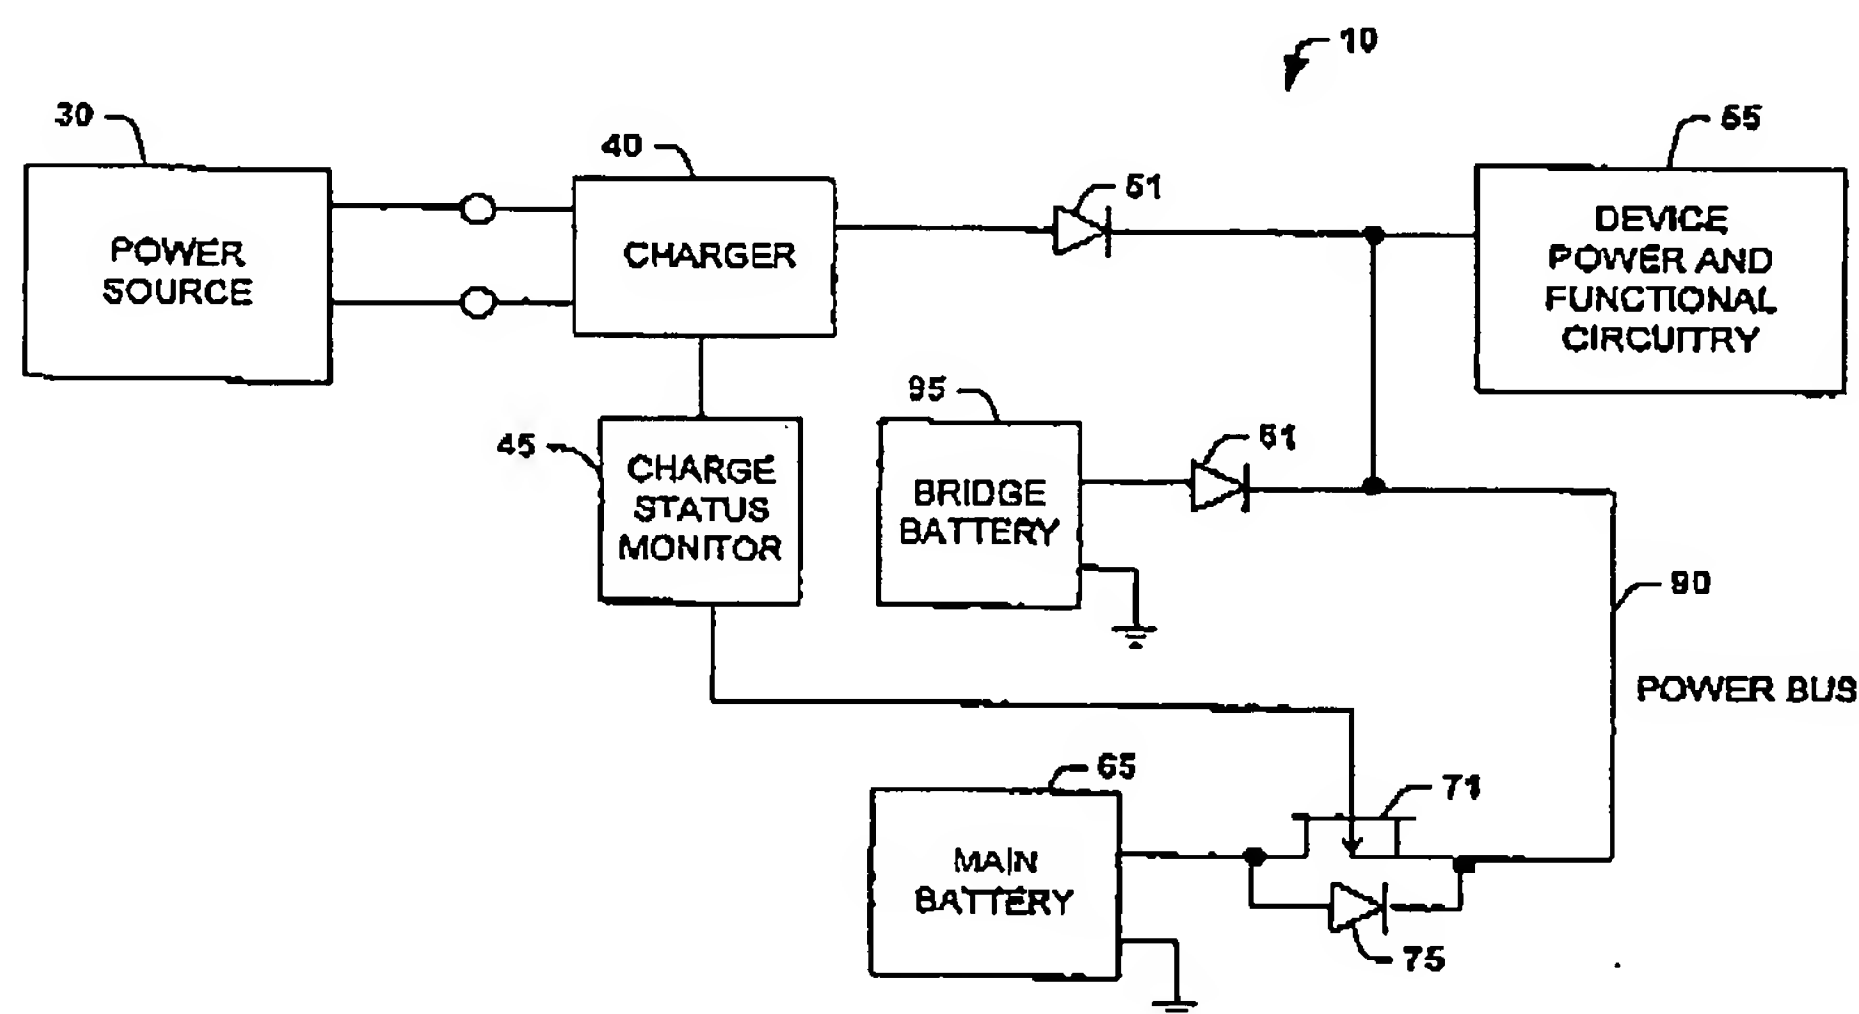 10
30
40
51
55
POWER
SOURCE
CHARGER
DEVICE
POWER AND
FUNCTIONAL
CIRCUITRY
45
95
61
CHARGE
STATUS
MONITOR
BRIDGE
BATTERY
90
POWER BUS
65
71
MAIN
BATTERY
75